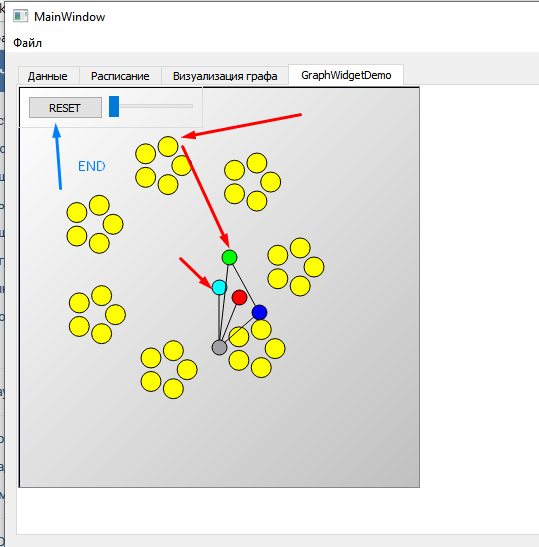 MainWindow
Файл
Данные
Расписание
Визуализация графа
GraphWidgetDemo
RESET
END